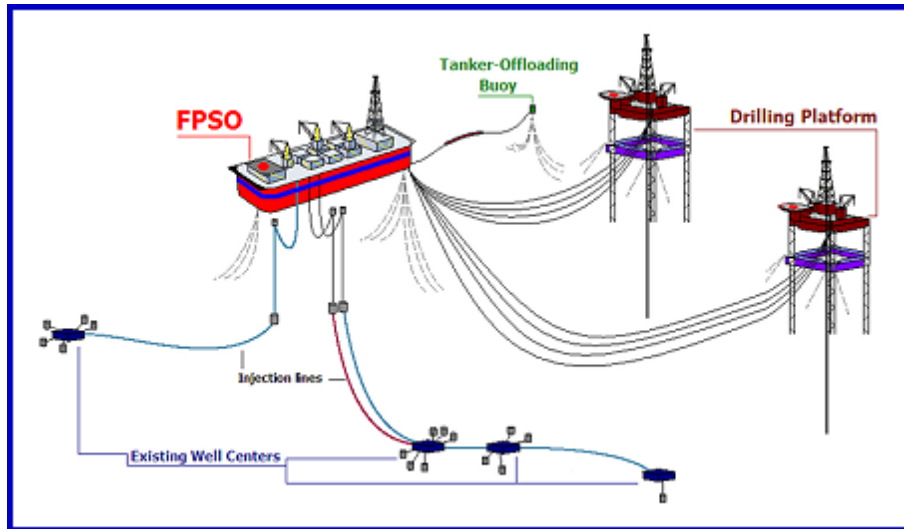 Tanker-Offloading
Buoy
FPSO
Drilling Platform
Injection lines
Existing Well Centers